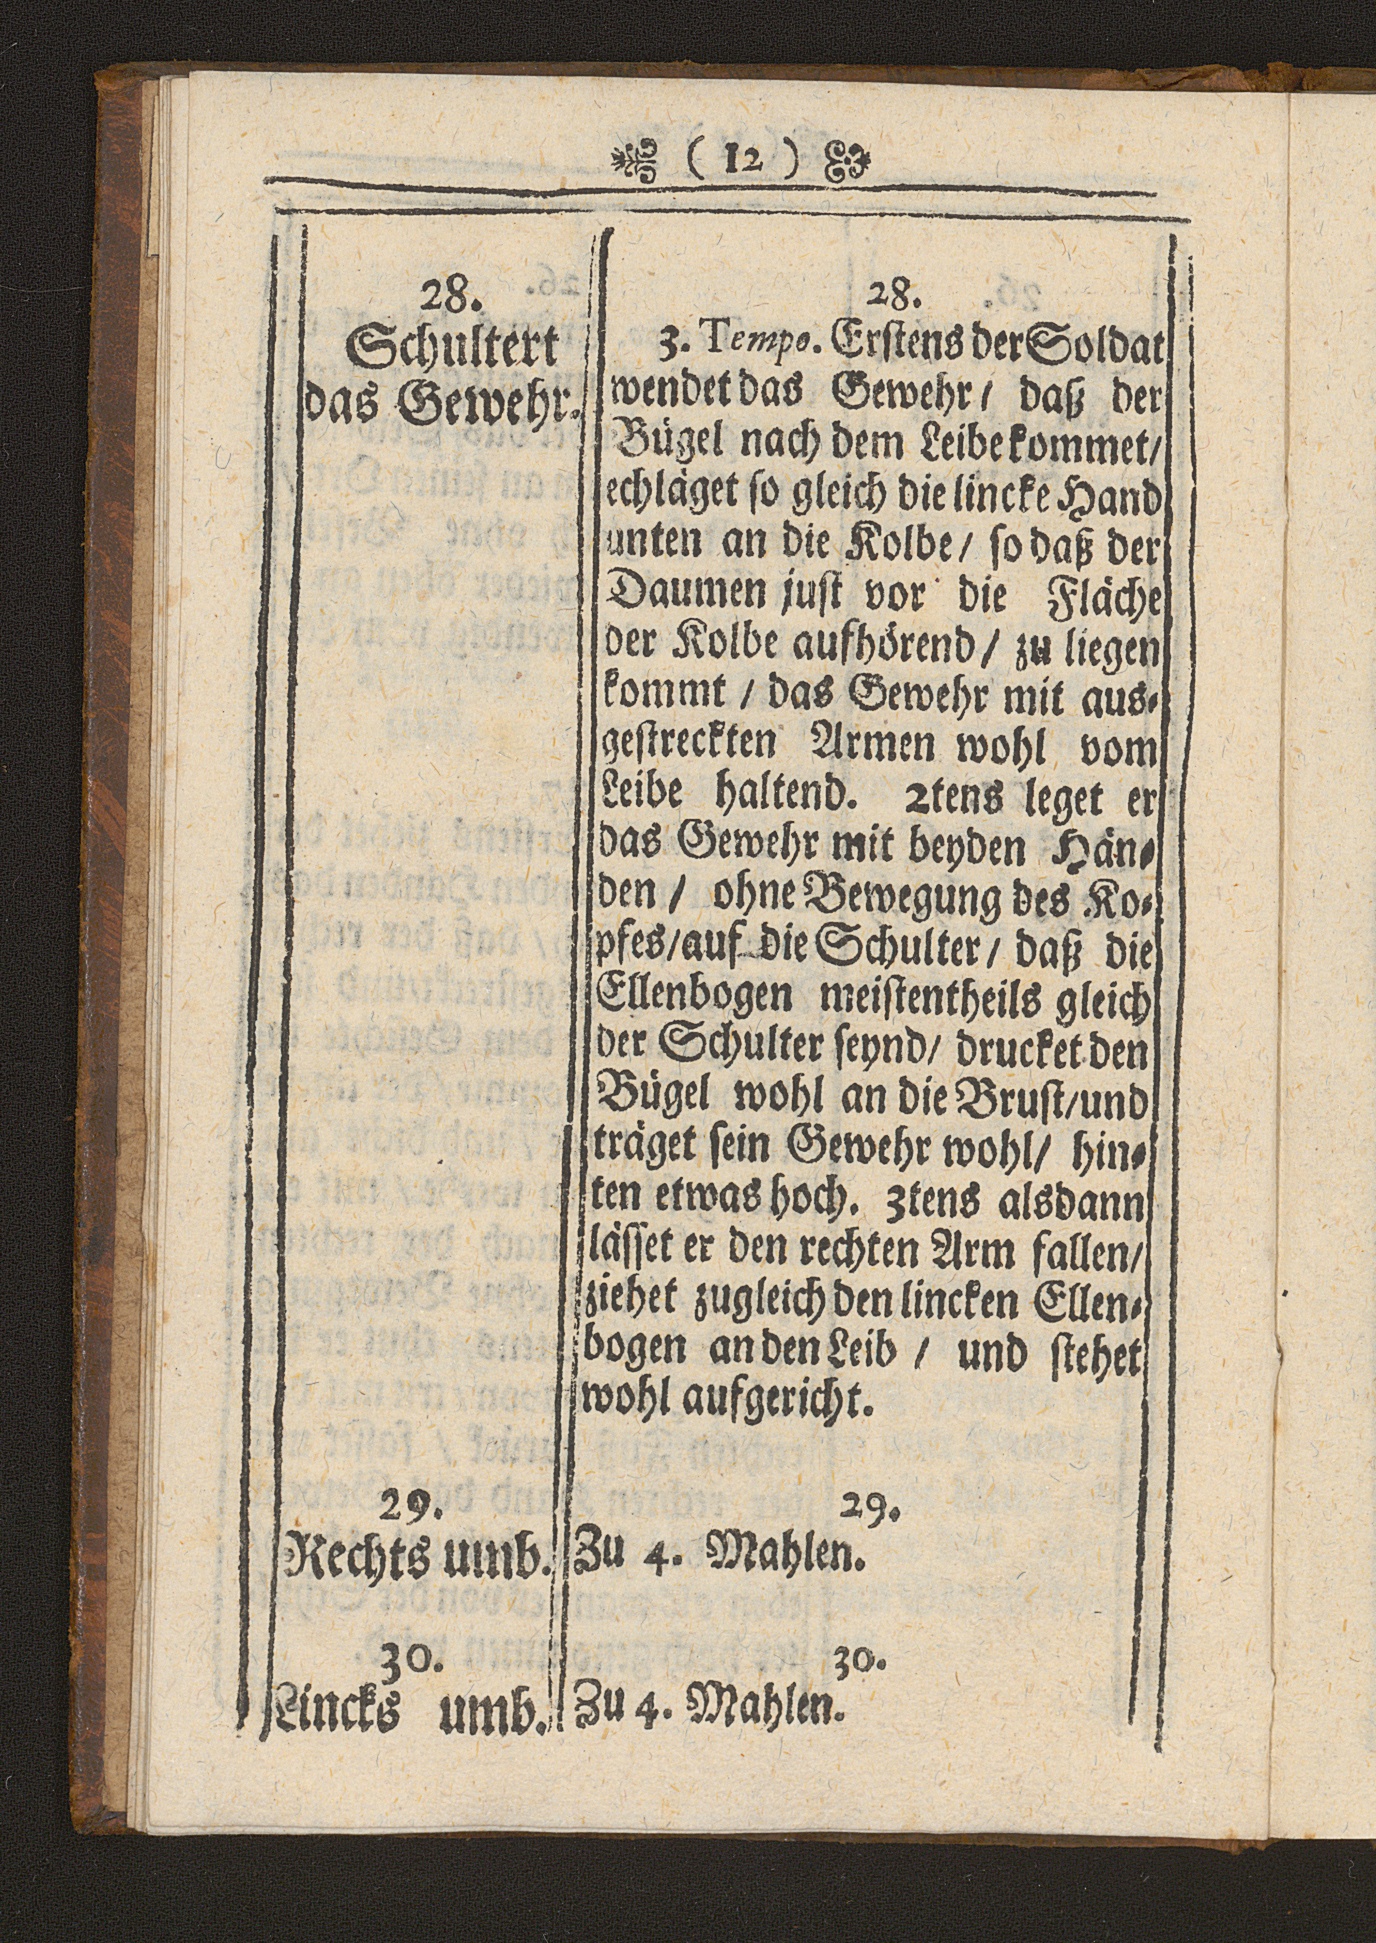 ( 12 )
28.
Schultert
das Gewehr.
28.
3. Tempo. Erstens der Soldat
wendet das Gewehr / daß der
Bügel nach dem Leibe kommet /
echläget so gleich die lincke Hand
unten an die Kolbe / so daß der
Daumen just vor die Fläche
der Kolbe aufhörend / zu liegen
kommt / das Gewehr mit aus-
gestreckten Armen wohl vom
Leibe haltend. 2tens leget er
das Gewehr mit beyden Hän-
den / ohne Bewegung des Ko-
pfes / auf die Schulter / daß die
Ellenbogen meistentheils gleich
der Schulter seynd / drucket den
Bügel wohl an die Brust / und
träget sein Gewehr wohl / hin-
ten etwas hoch. 3tens alsdann
lässet er den rechten Arm fallen /
ziehet zugleich den lincken Ellen-
bogen an den Leib / und stehet
wohl aufgericht.
29.
Rechts umb.
29.
Zu 4. Mahlen.
30.
Lincks umb.
30.
Zu 4. Mahlen.